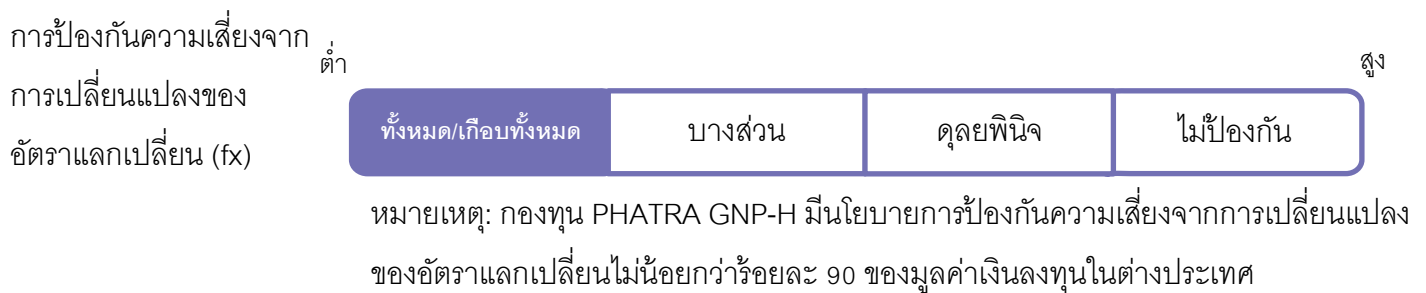 การป้องกันความเสี่ยงจาก
การเปลี่ยนแปลงของ
อัตราแลกเปลี่ยน (fx)
ต่ำ
สูง
ทั้งหมด/เกือบทั้งหมด บางส่วน ดุลยพินิจ ไม่ป้องกัน
หมายเหตุ: กองทุน PHATRA GNP-H มีนโยบายการป้องกันความเสี่ยงจากการเปลี่ยนแปลง
ของอัตราแลกเปลี่ยนไม่น้อยกว่าร้อยละ 90 ของมูลค่าเงินลงทุนในต่างประเทศ